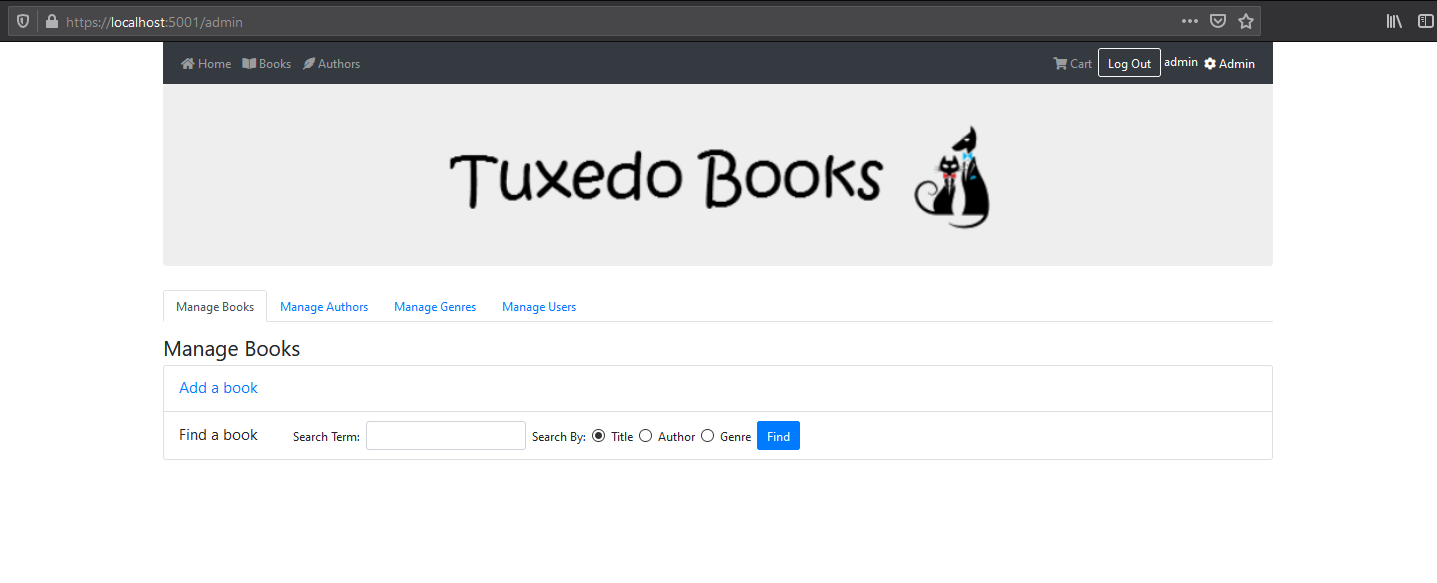 https://localhost:5001/admin
Home Books Authors Cart Log Out admin Admin
Tuxedo Books
Manage Books Manage Authors Manage Genres Manage Users
Manage Books
Add a book
Find a book Search Term: Search By: Title Author Genre Find